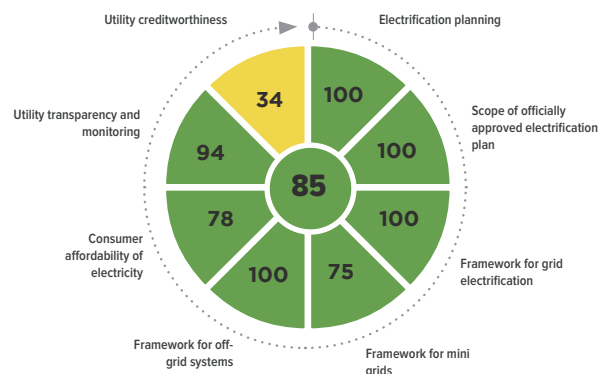 Utility creditworthiness
Electrification planning
34
100
Utility transparency and
monitoring
Scope of officially
approved electrification
plan
94
100
85
78
100
Consumer
affordability of
electricity
Framework for grid
electrification
100
75
Framework for off-
grid systems
Framework for mini
grids